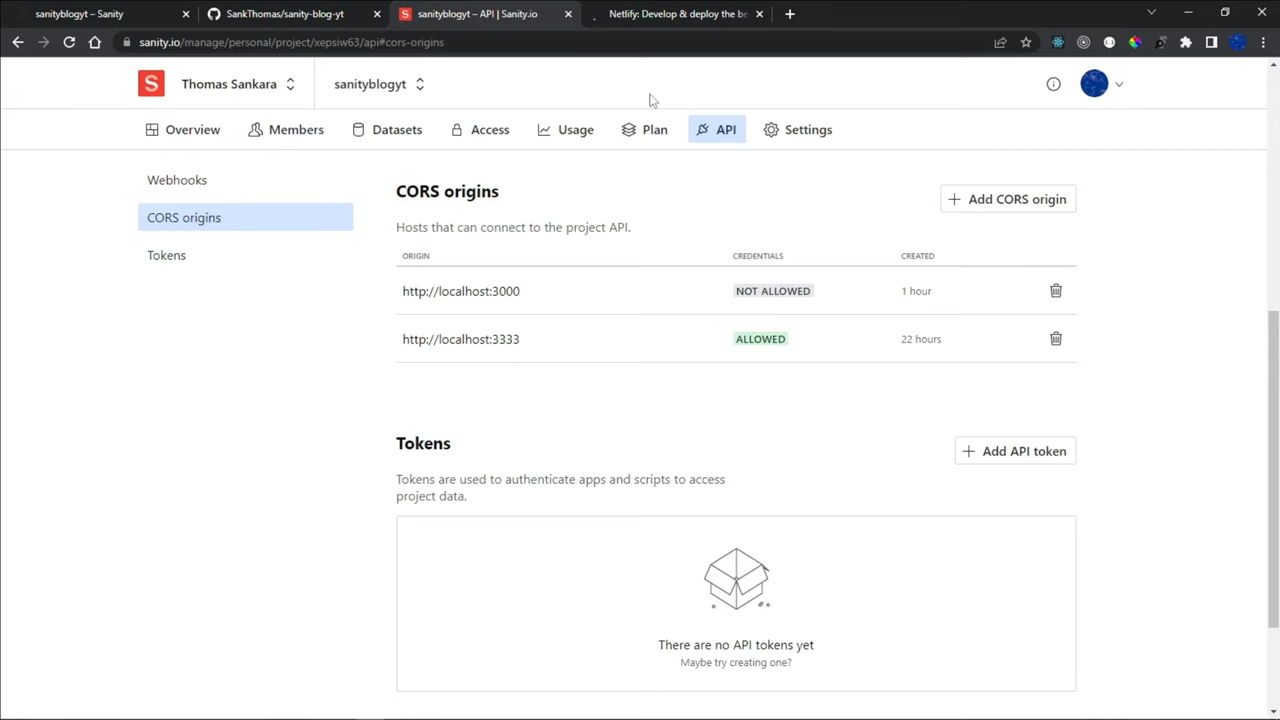 sanityblogyt – Sanity
SankThomas/sanity-blog-yt
sanityblogyt – API | Sanity.io
Netlify: Develop & deploy the be
sanity.io/manage/personal/project/xepsiw63/api#cors-origins
S
Thomas Sankara
sanityblogyt
Overview
Members
Datasets
Access
Usage
Plan
API
Settings
Webhooks
CORS origins
Tokens
CORS origins
Add CORS origin
Hosts that can connect to the project API.
ORIGIN
CREDENTIALS
CREATED
http://localhost:3000
NOT ALLOWED
1 hour
http://localhost:3333
ALLOWED
22 hours
Tokens
Add API token
Tokens are used to authenticate apps and scripts to access
project data.
There are no API tokens yet
Maybe try creating one?